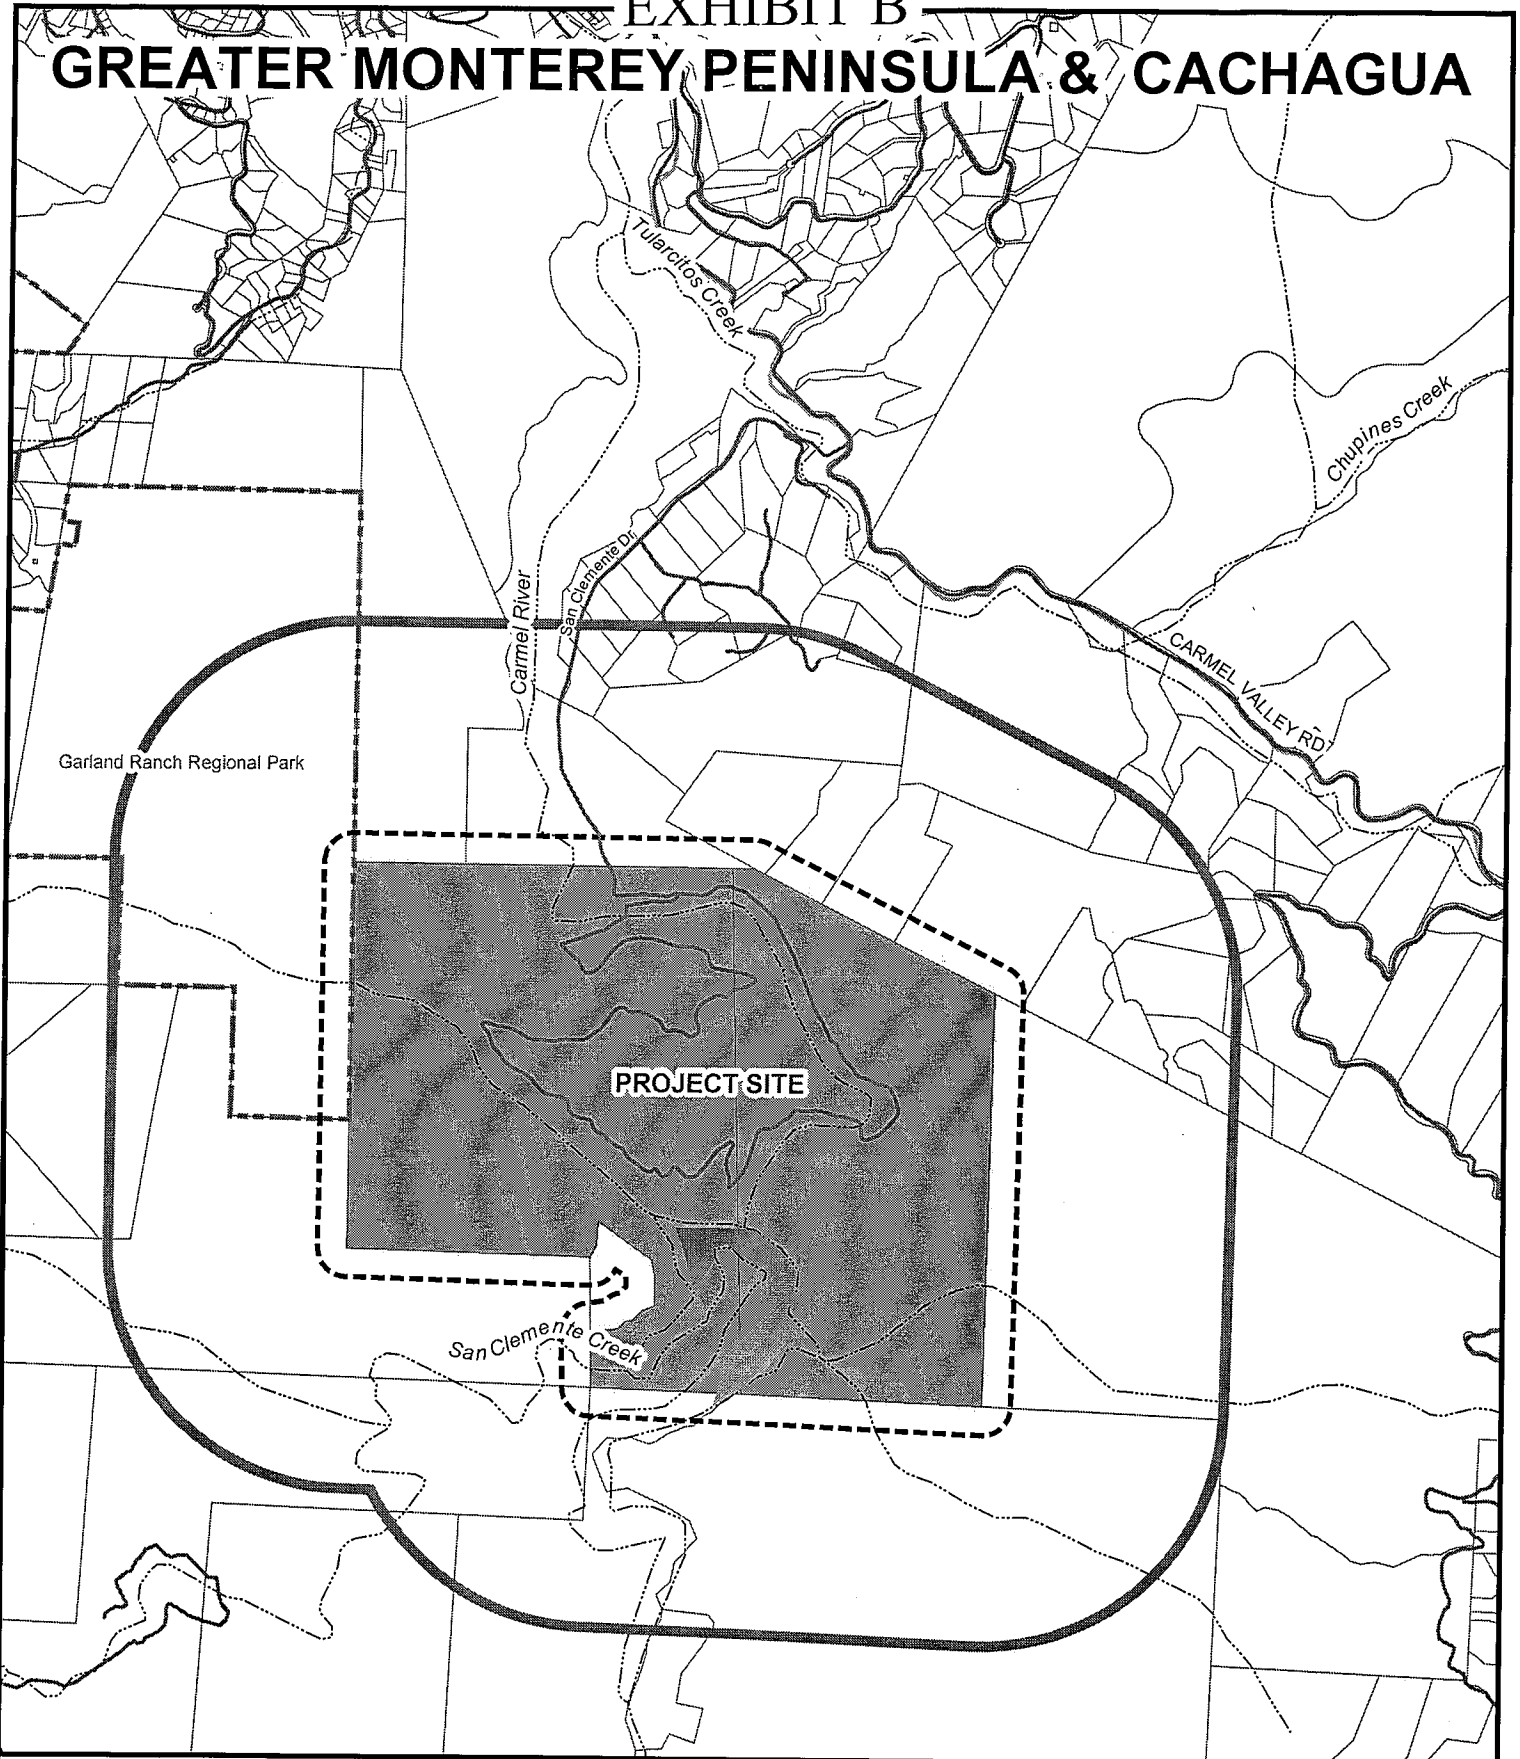 EXHIBIT B
GREATER MONTEREY PENINSULA & CACHAGUA
Tularcitos Creek
Chupines Creek
San Clemente Dr
Carmel River
CARMEL VALLEY RD
Garland Ranch Regional Park
PROJECT SITE
San Clemente Creek